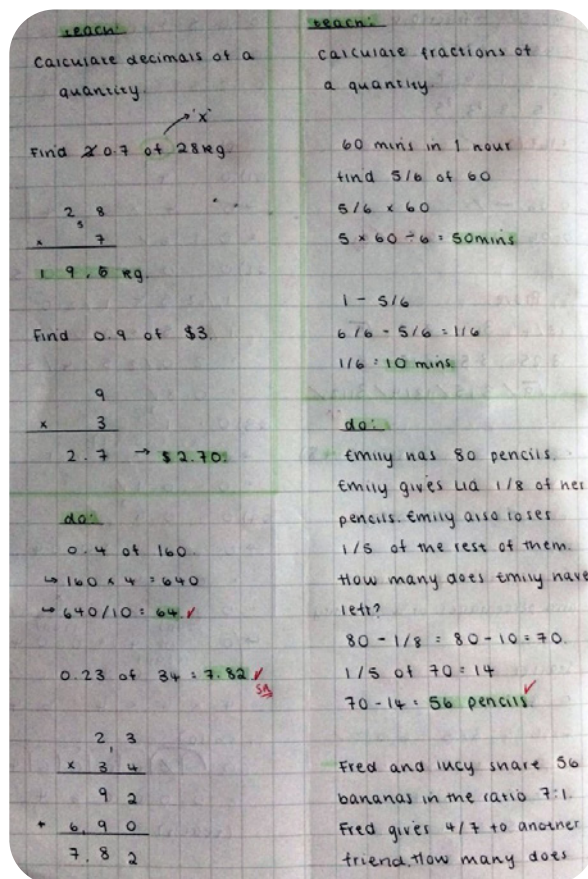 teach:
Calculate decimals of a
quantity.
'x'
Find 0.7 of 28kg
2 8
5
x 7
1 9 . 6 kg.
Find 0.9 of $3.
9
x 3
2.7 → $2.70.
do:
0.4 of 160
↳ 160 x 4 = 640
↳ 640/10 = 64 ✓
0.23 of 34 = 7.82 ✓
SA
2 , 3
x 3 4
9 2
+ 6,9 0
7.8 2
teach:
Calculate fractions of
a quantity.
60 mins in 1 hour
find 5/6 of 60
5/6 x 60
5 x 60 ÷ 6 = 50mins
1 - 5/6
6/6 - 5/6 = 1/6
1/6 = 10 mins
do:
Emily has 80 pencils.
Emily gives Lia 1/8 of her
pencils. Emily also loses
1/5 of the rest of them.
How many does Emily have
left?
80 - 1/8 = 80 - 10 = 70.
1/5 of 70 = 14
70 - 14 = 56 pencils ✓
Fred and lucy share 56
bananas in the ratio 7:1.
Fred gives 4/7 to another
friend. How many does